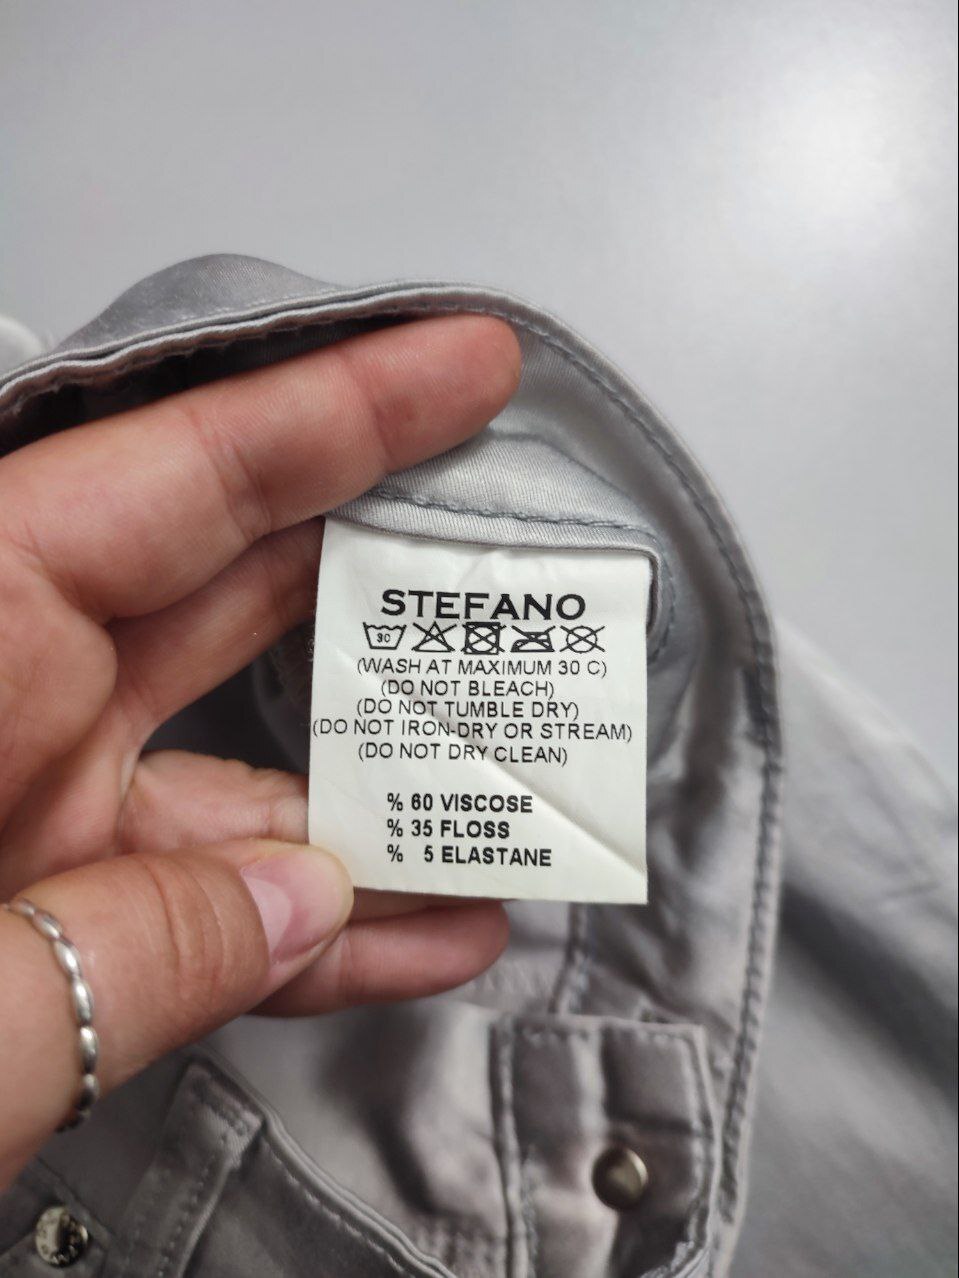 STEFANO
30
(WASH AT MAXIMUM 30 C)
(DO NOT BLEACH)
(DO NOT TUMBLE DRY)
(DO NOT IRON-DRY OR STREAM)
(DO NOT DRY CLEAN)
% 60 VISCOSE
% 35 FLOSS
% 5 ELASTANE